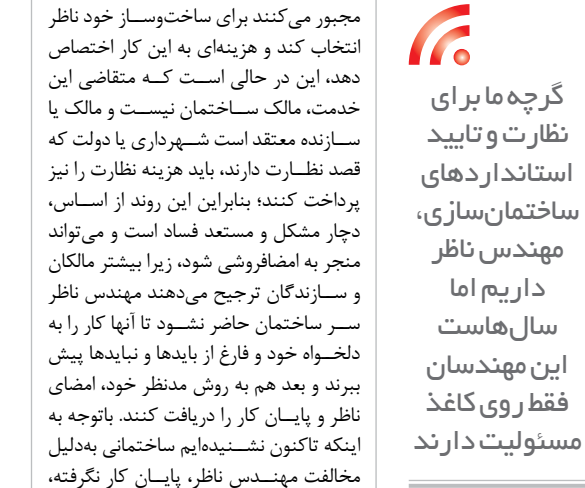 گرچه ما برای
نظارت و تایید
استانداردهای
ساختمان‌سازی،
مهندس ناظر
داریم اما
سال‌هاست
این مهندسان
فقط روی کاغذ
مسئولیت دارند
مجبور می‌کنند برای ساخت‌وساز خود ناظر
انتخاب کند و هزینه‌ای به این کار اختصاص
دهد، این در حالی است که متقاضی این
خدمت، مالک ساختمان نیست و مالک یا
سازنده معتقد است شهرداری یا دولت که
قصد نظارت دارند، باید هزینه نظارت را نیز
پرداخت کنند؛ بنابراین این روند از اساس،
دچار مشکل و مستعد فساد است و می‌تواند
منجر به امضافروشی شود، زیرا بیشتر مالکان
و سازندگان ترجیح می‌دهند مهندس ناظر
سر ساختمان حاضر نشود تا آنها کار را به
دلخواه خود و فارغ از بایدها و نبایدها پیش
ببرند و بعد هم به روش مدنظر خود، امضای
ناظر و پایان کار را دریافت کنند. باتوجه به
اینکه تاکنون نشنیده‌ایم ساختمانی به‌دلیل
مخالفت مهندس ناظر، پایان کار نگرفته،